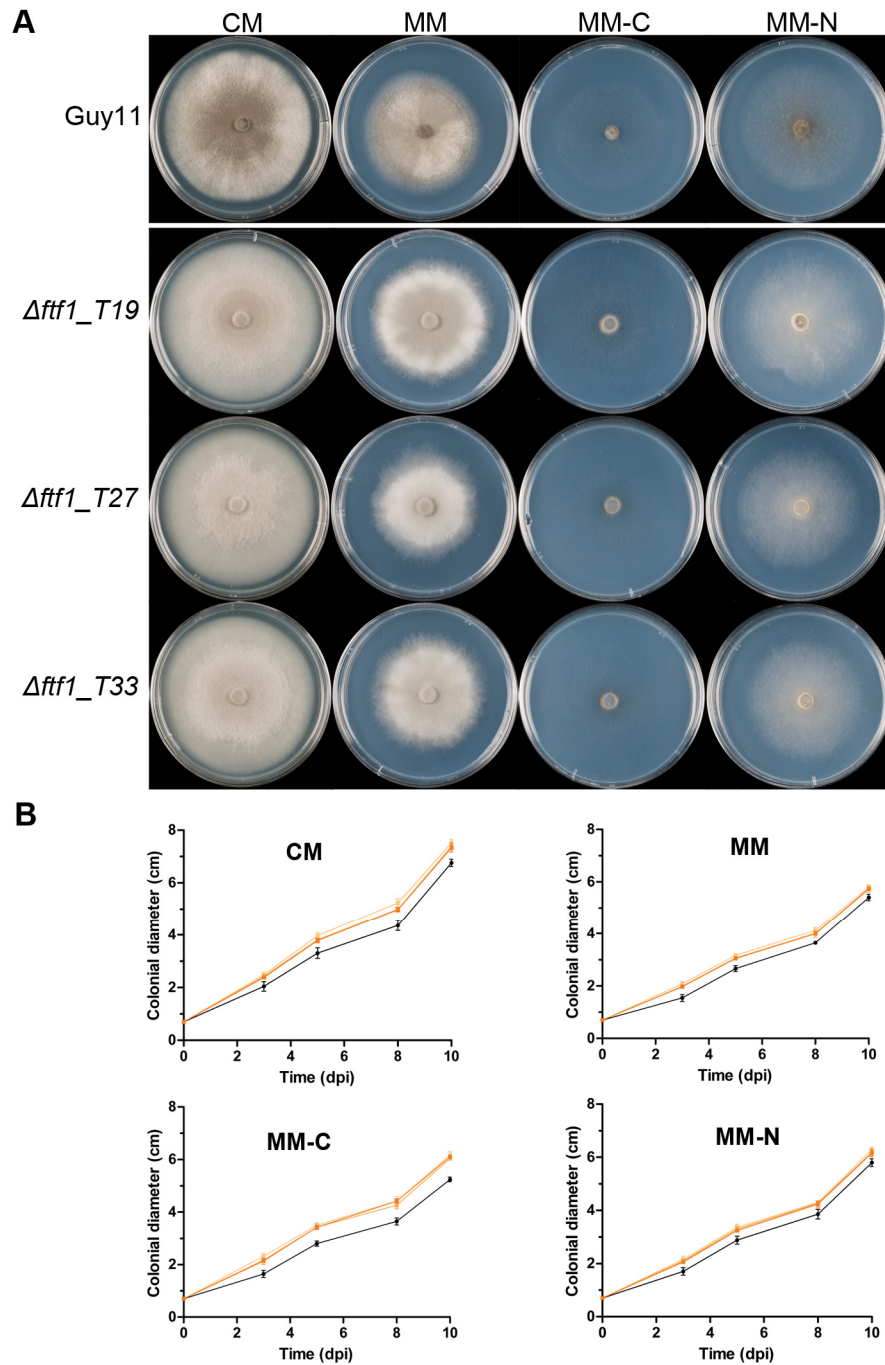 A
CM MM MM-C MM-N
Guy11
Δftf1_T19
Δftf1_T27
Δftf1_T33
B
CM
Colonial diameter (cm)
8
6
4
2
0
0 2 4 6 8 10
Time (dpi)
MM
Colonial diameter (cm)
8
6
4
2
0
0 2 4 6 8 10
Time (dpi)
MM-C
Colonial diameter (cm)
8
6
4
2
0
0 2 4 6 8 10
Time (dpi)
MM-N
Colonial diameter (cm)
8
6
4
2
0
0 2 4 6 8 10
Time (dpi)